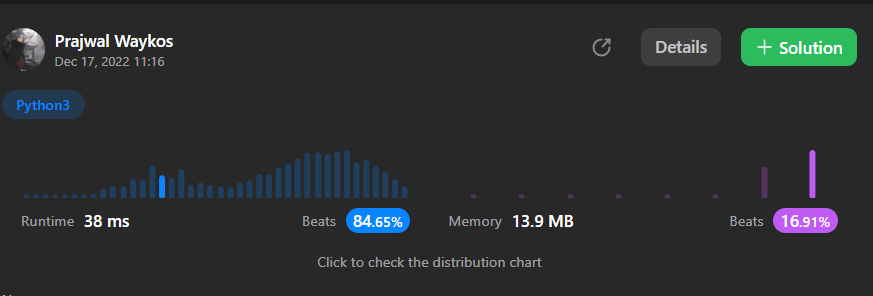 Prajwal Waykos
Dec 17, 2022 11:16
Details
+ Solution
Python3
Runtime 38 ms Beats 84.65% Memory 13.9 MB Beats 16.91%
Click to check the distribution chart